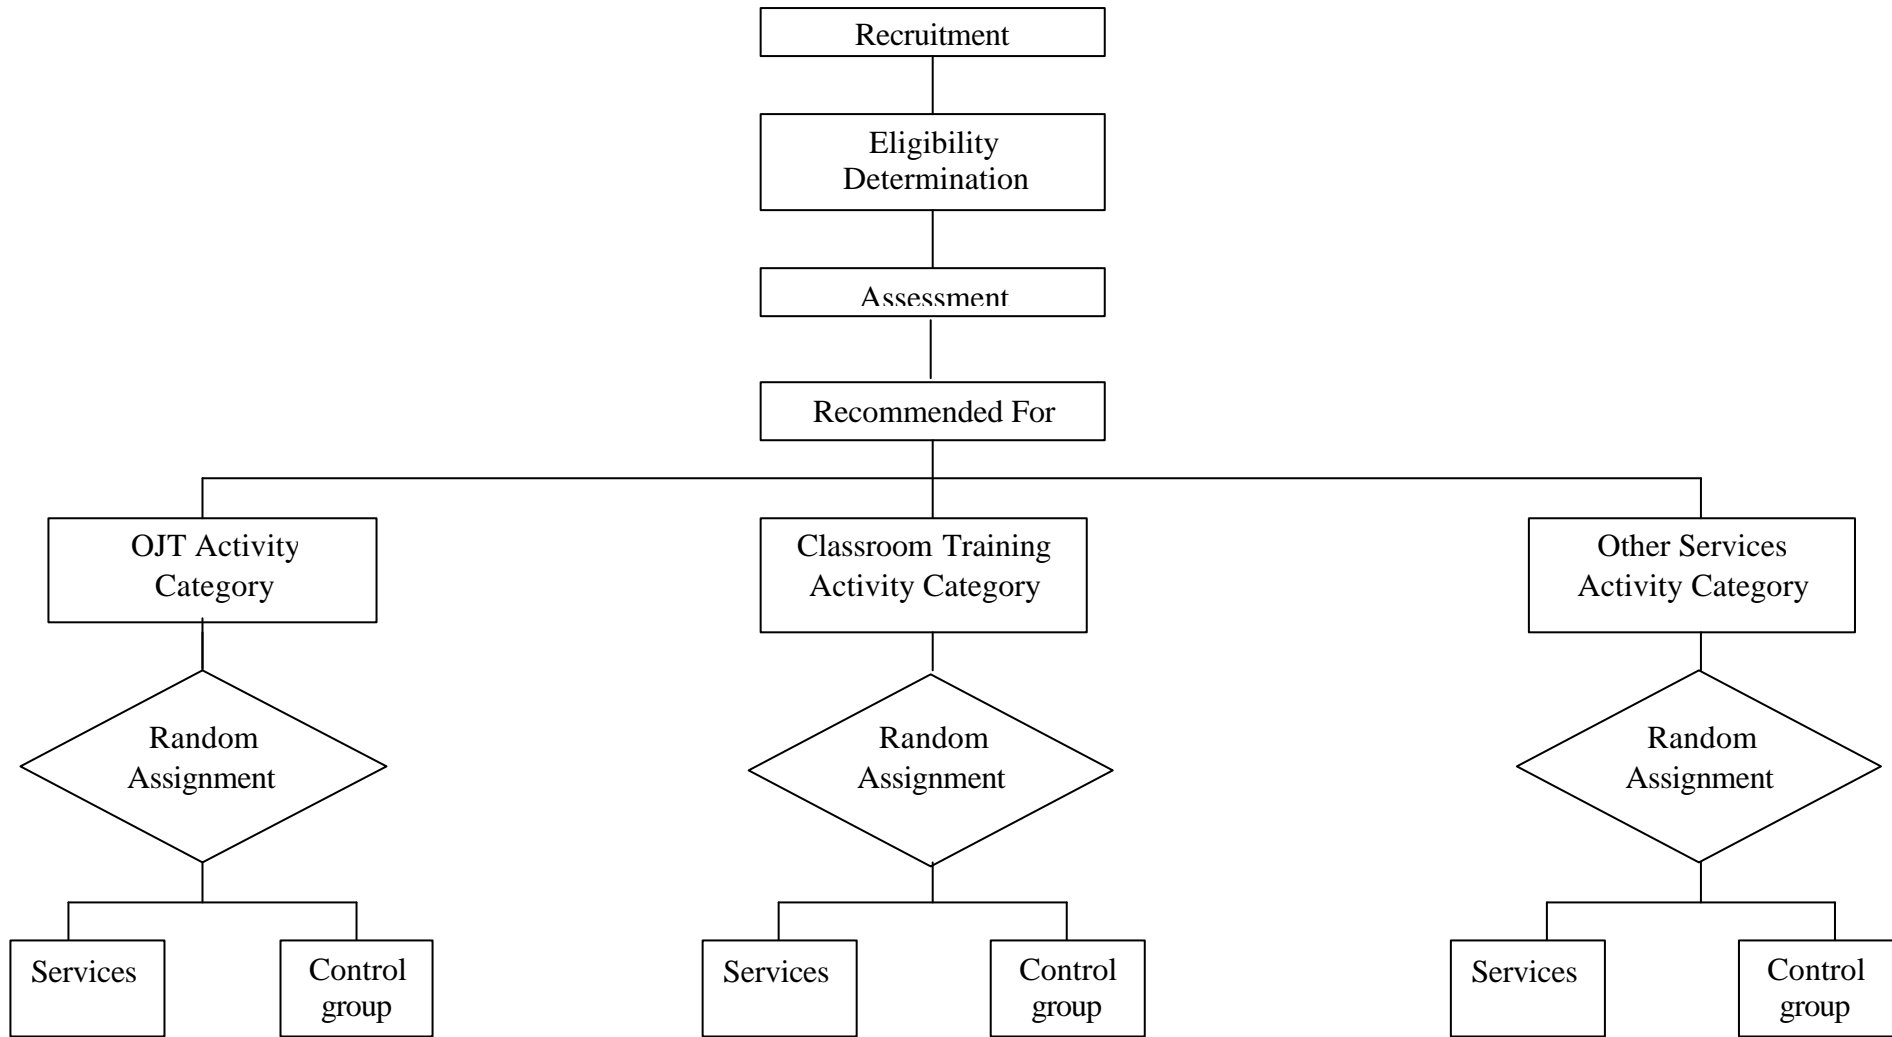 Recruitment
Eligibility
Determination
Assessment
Recommended For
OJT Activity
Category
Classroom Training
Activity Category
Other Services
Activity Category
Random
Assignment
Random
Assignment
Random
Assignment
Services
Control
group
Services
Control
group
Services
Control
group